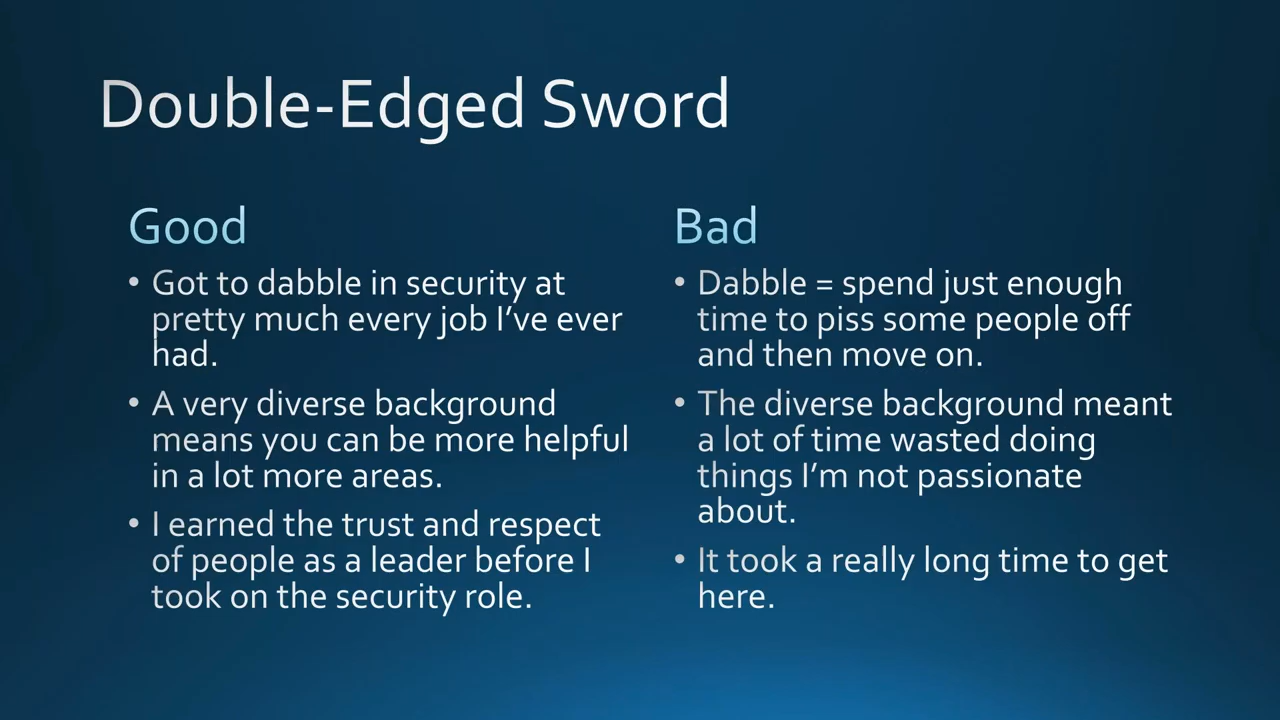 Double-Edged Sword
Good
• Got to dabble in security at
pretty much every job I’ve ever
had.
• A very diverse background
means you can be more helpful
in a lot more areas.
• I earned the trust and respect
of people as a leader before I
took on the security role.
Bad
• Dabble = spend just enough
time to piss some people off
and then move on.
• The diverse background meant
a lot of time wasted doing
things I’m not passionate
about.
• It took a really long time to get
here.